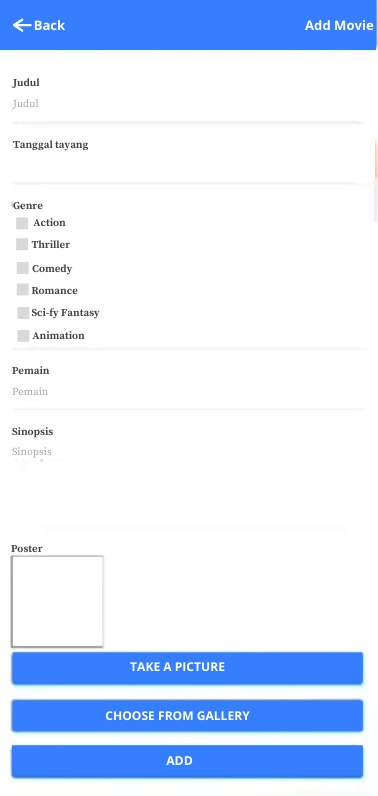 Back Add Movie
Judul
Judul
Tanggal tayang
Genre
Action
Thriller
Comedy
Romance
Sci-fy Fantasy
Animation
Pemain
Pemain
Sinopsis
Sinopsis
Poster
TAKE A PICTURE
CHOOSE FROM GALLERY
ADD